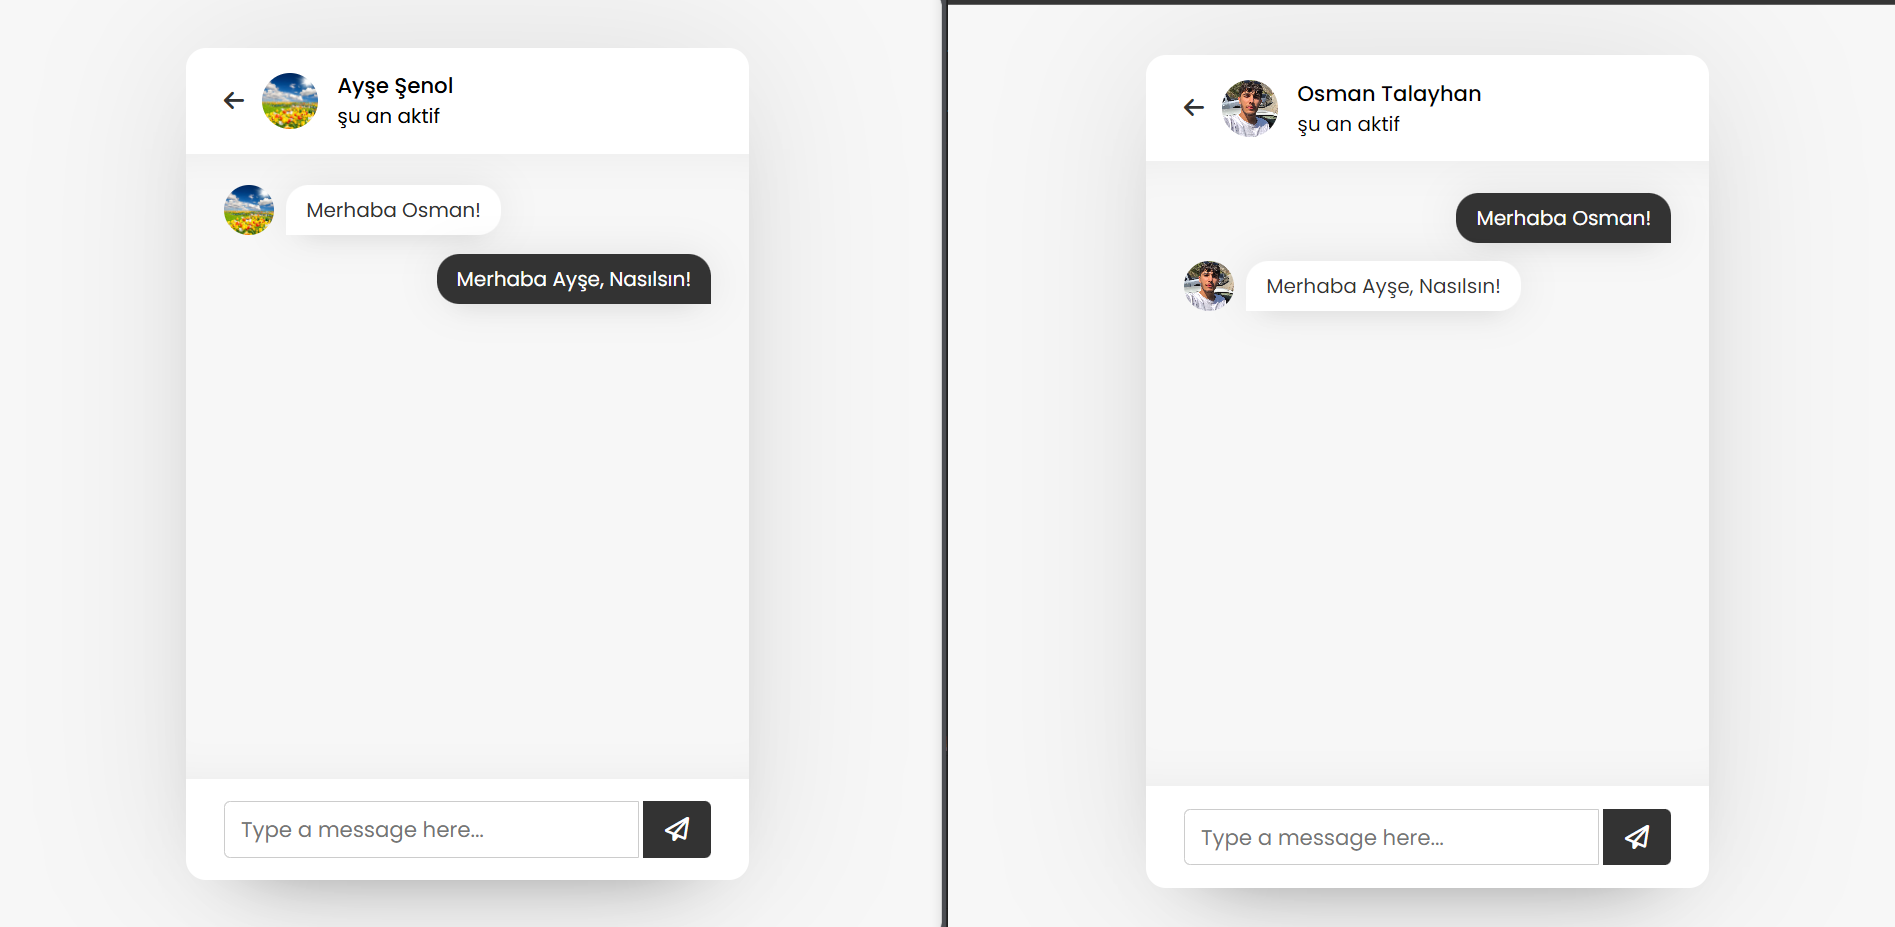 Ayşe Şenol
şu an aktif
Merhaba Osman!
Merhaba Ayşe, Nasılsın!
Type a message here...
Osman Talayhan
şu an aktif
Merhaba Osman!
Merhaba Ayşe, Nasılsın!
Type a message here...